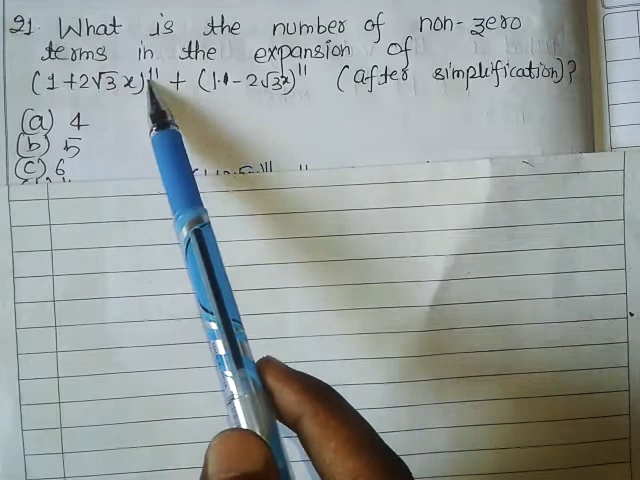 21. What is the number of non-zero
terms in the expansion of
(1+2√3 x)¹¹ + (1-2√3x)¹¹ (after simplification)?
(a) 4
(b) 5
(c) 6